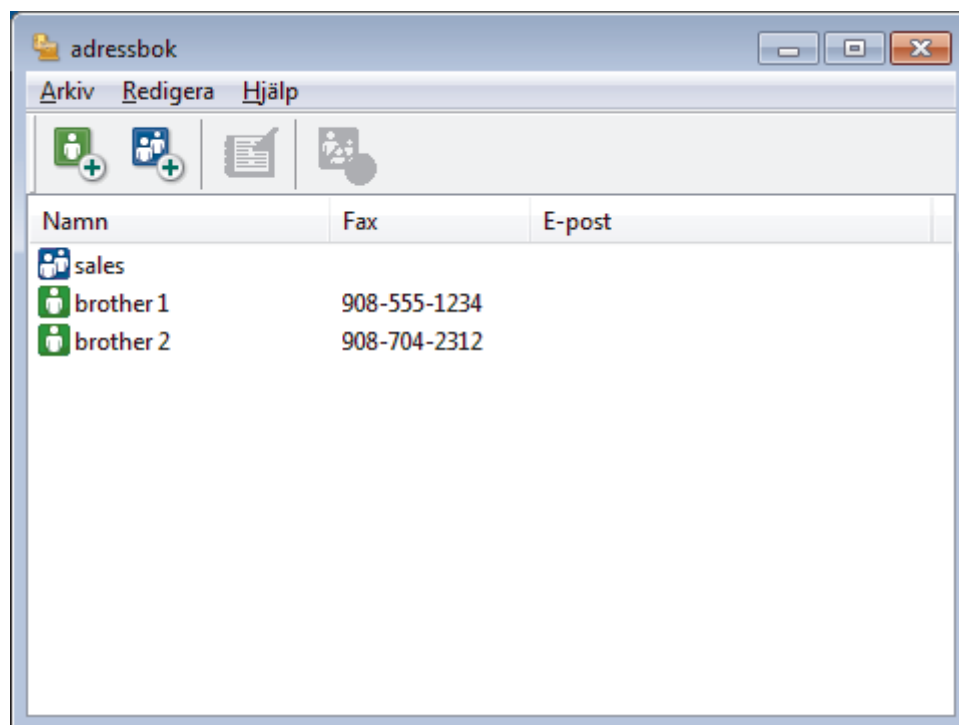 adressbok
Arkiv Redigera Hjälp
Namn Fax E-post
sales
brother 1 908-555-1234
brother 2 908-704-2312